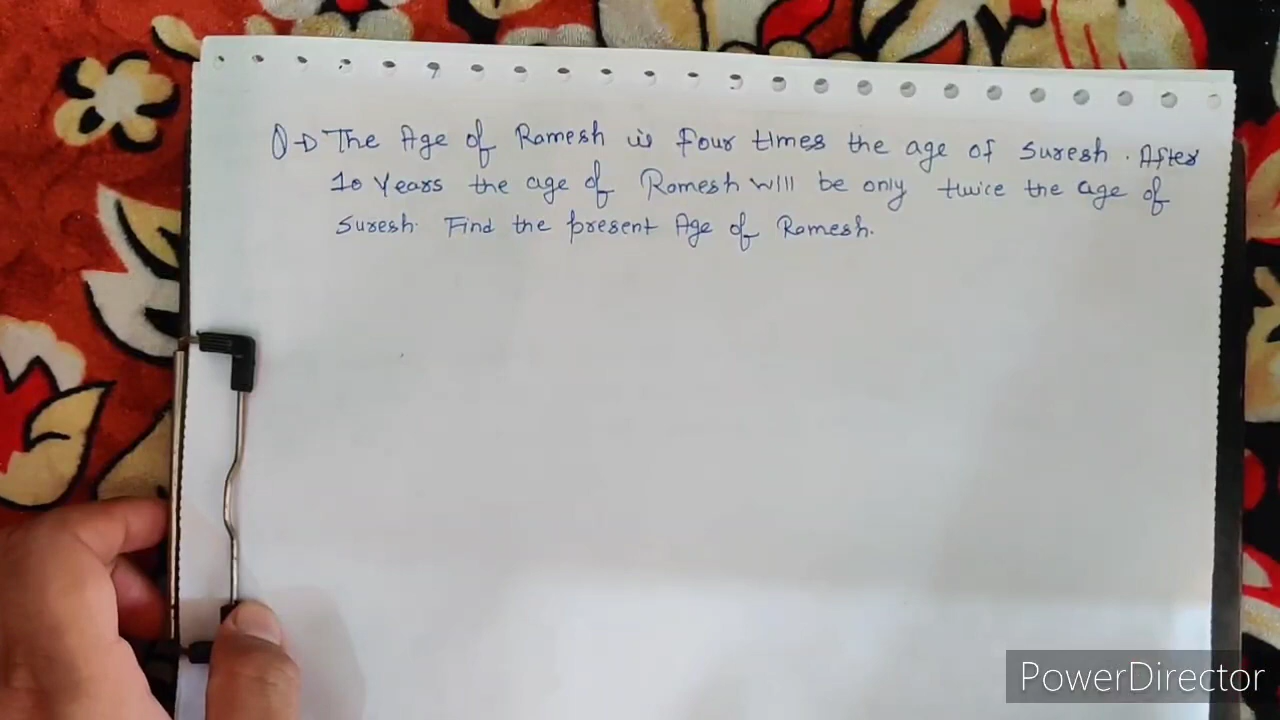 Q→ The Age of Ramesh is four times the age of Suresh. After
10 Years the age of Ramesh will be only twice the age of
Suresh. Find the present Age of Ramesh.
PowerDirector